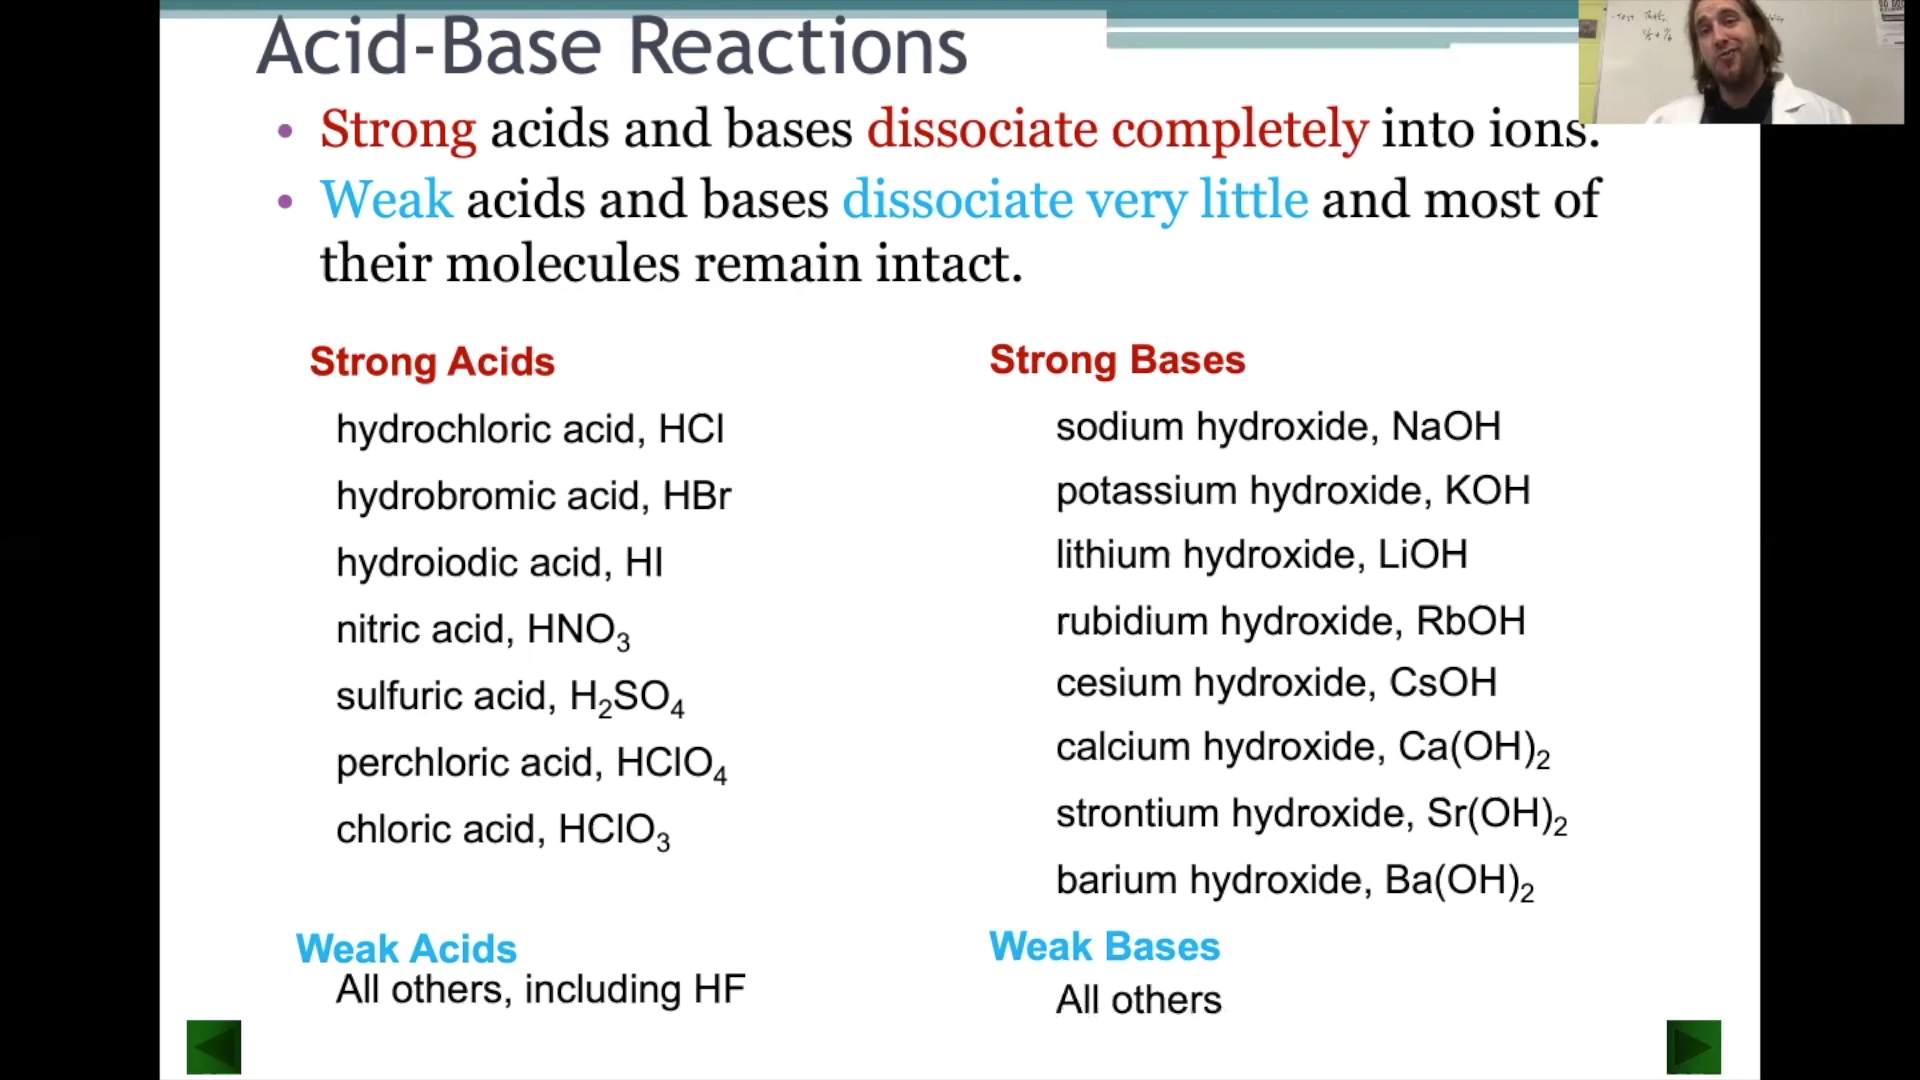 Acid-Base Reactions
• Strong acids and bases dissociate completely into ions.
• Weak acids and bases dissociate very little and most of
their molecules remain intact.
Strong Acids
hydrochloric acid, HCl
hydrobromic acid, HBr
hydroiodic acid, HI
nitric acid, HNO₃
sulfuric acid, H₂SO₄
perchloric acid, HClO₄
chloric acid, HClO₃
Weak Acids
All others, including HF
Strong Bases
sodium hydroxide, NaOH
potassium hydroxide, KOH
lithium hydroxide, LiOH
rubidium hydroxide, RbOH
cesium hydroxide, CsOH
calcium hydroxide, Ca(OH)₂
strontium hydroxide, Sr(OH)₂
barium hydroxide, Ba(OH)₂
Weak Bases
All others